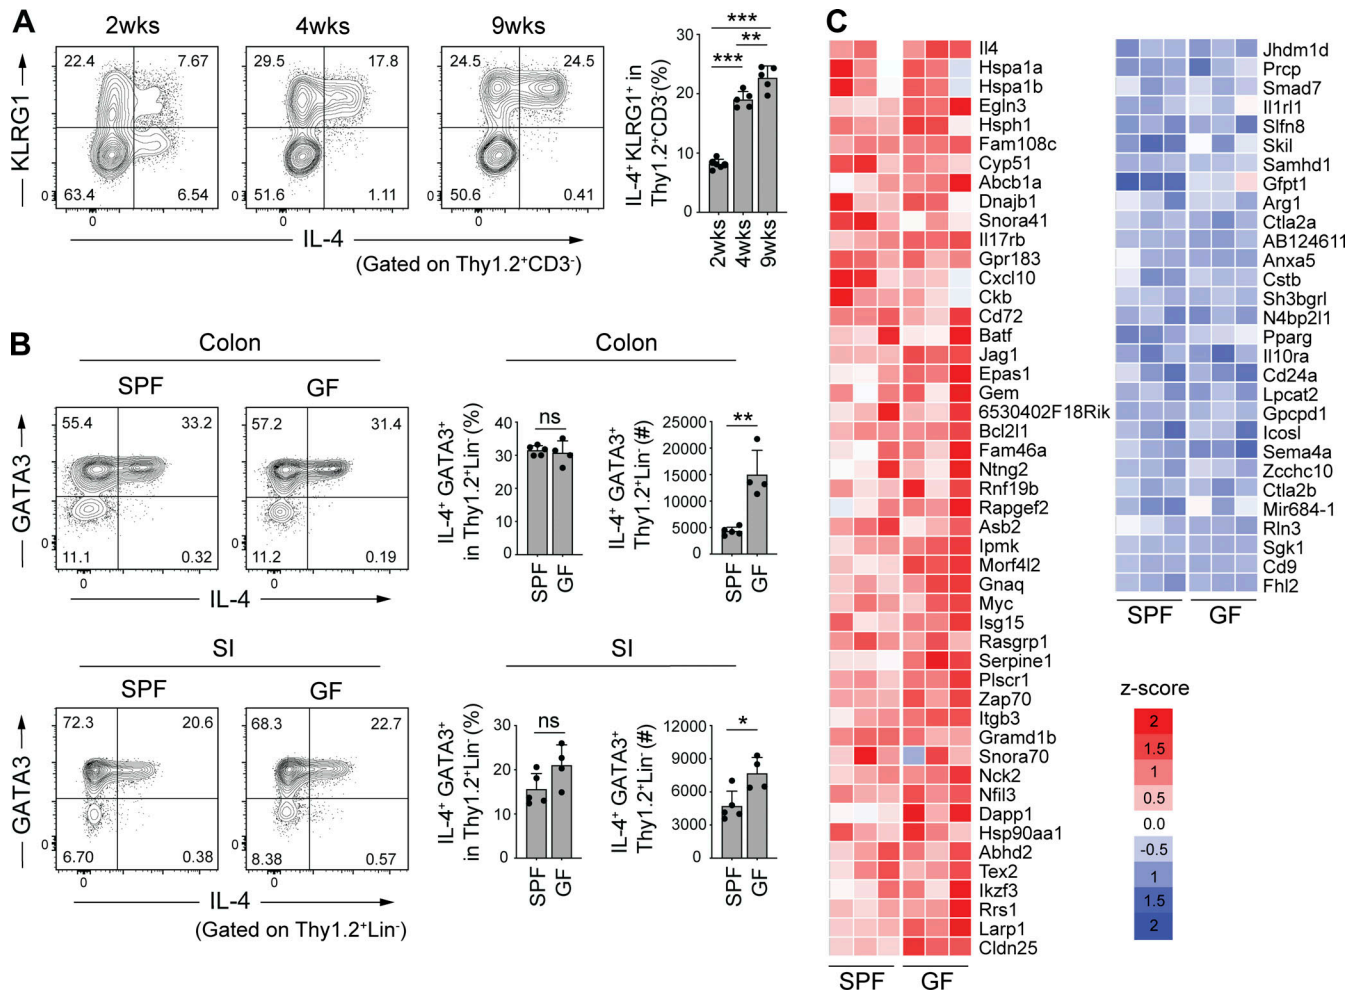 A
2wks
4wks
9wks
22.4
7.67
63.4
6.54
29.5
17.8
51.6
1.11
24.5
24.5
50.6
0.41
KLRG1
0
0
0
0
IL-4
(Gated on Thy1.2+CD3-)
IL-4+ KLRG1+ in
Thy1.2+CD3-(%)
30
20
10
0
***
**
***
2wks
4wks
9wks
B
Colon
SPF
GF
55.4
33.2
11.1
0.32
57.2
31.4
11.2
0.19
GATA3
0
0
0
IL-4
Colon
IL-4+ GATA3+
in Thy1.2+Lin- (%)
40
30
20
10
0
ns
SPF
GF
IL-4+ GATA3+
Thy1.2+Lin- (#)
25000
20000
15000
10000
5000
0
**
SPF
GF
SI
SPF
GF
72.3
20.6
6.70
0.38
68.3
22.7
8.38
0.57
GATA3
0
0
0
IL-4
(Gated on Thy1.2+Lin-)
SI
IL-4+ GATA3+
in Thy1.2+Lin- (%)
30
20
10
0
ns
SPF
GF
IL-4+ GATA3+
Thy1.2+Lin- (#)
12000
9000
6000
3000
0
*
SPF
GF
C
Il4
Hspa1a
Hspa1b
Egln3
Hsph1
Fam108c
Cyp51
Abcb1a
Dnajb1
Snora41
Il17rb
Gpr183
Cxcl10
Ckb
Cd72
Batf
Jag1
Epas1
Gem
6530402F18Rik
Bcl2l1
Fam46a
Ntng2
Rnf19b
Rapgef2
Asb2
Ipmk
Morf4l2
Gnaq
Myc
Isg15
Rasgrp1
Serpine1
Plscr1
Zap70
Itgb3
Gramd1b
Snora70
Nck2
Nfil3
Dapp1
Hsp90aa1
Abhd2
Tex2
Ikzf3
Rrs1
Larp1
Cldn25
SPF
GF
Jhdm1d
Prcp
Smad7
Il1rl1
Slfn8
Skil
Samhd1
Gfpt1
Arg1
Ctla2a
AB124611
Anxa5
Cstb
Sh3bgrl
N4bp2l1
Pparg
Il10ra
Cd24a
Lpcat2
Gpcpd1
Icosl
Sema4a
Zcchc10
Ctla2b
Mir684-1
Rln3
Sgk1
Cd9
Fhl2
SPF
GF
z-score
2
1.5
1
0.5
0.0
-0.5
1
1.5
2